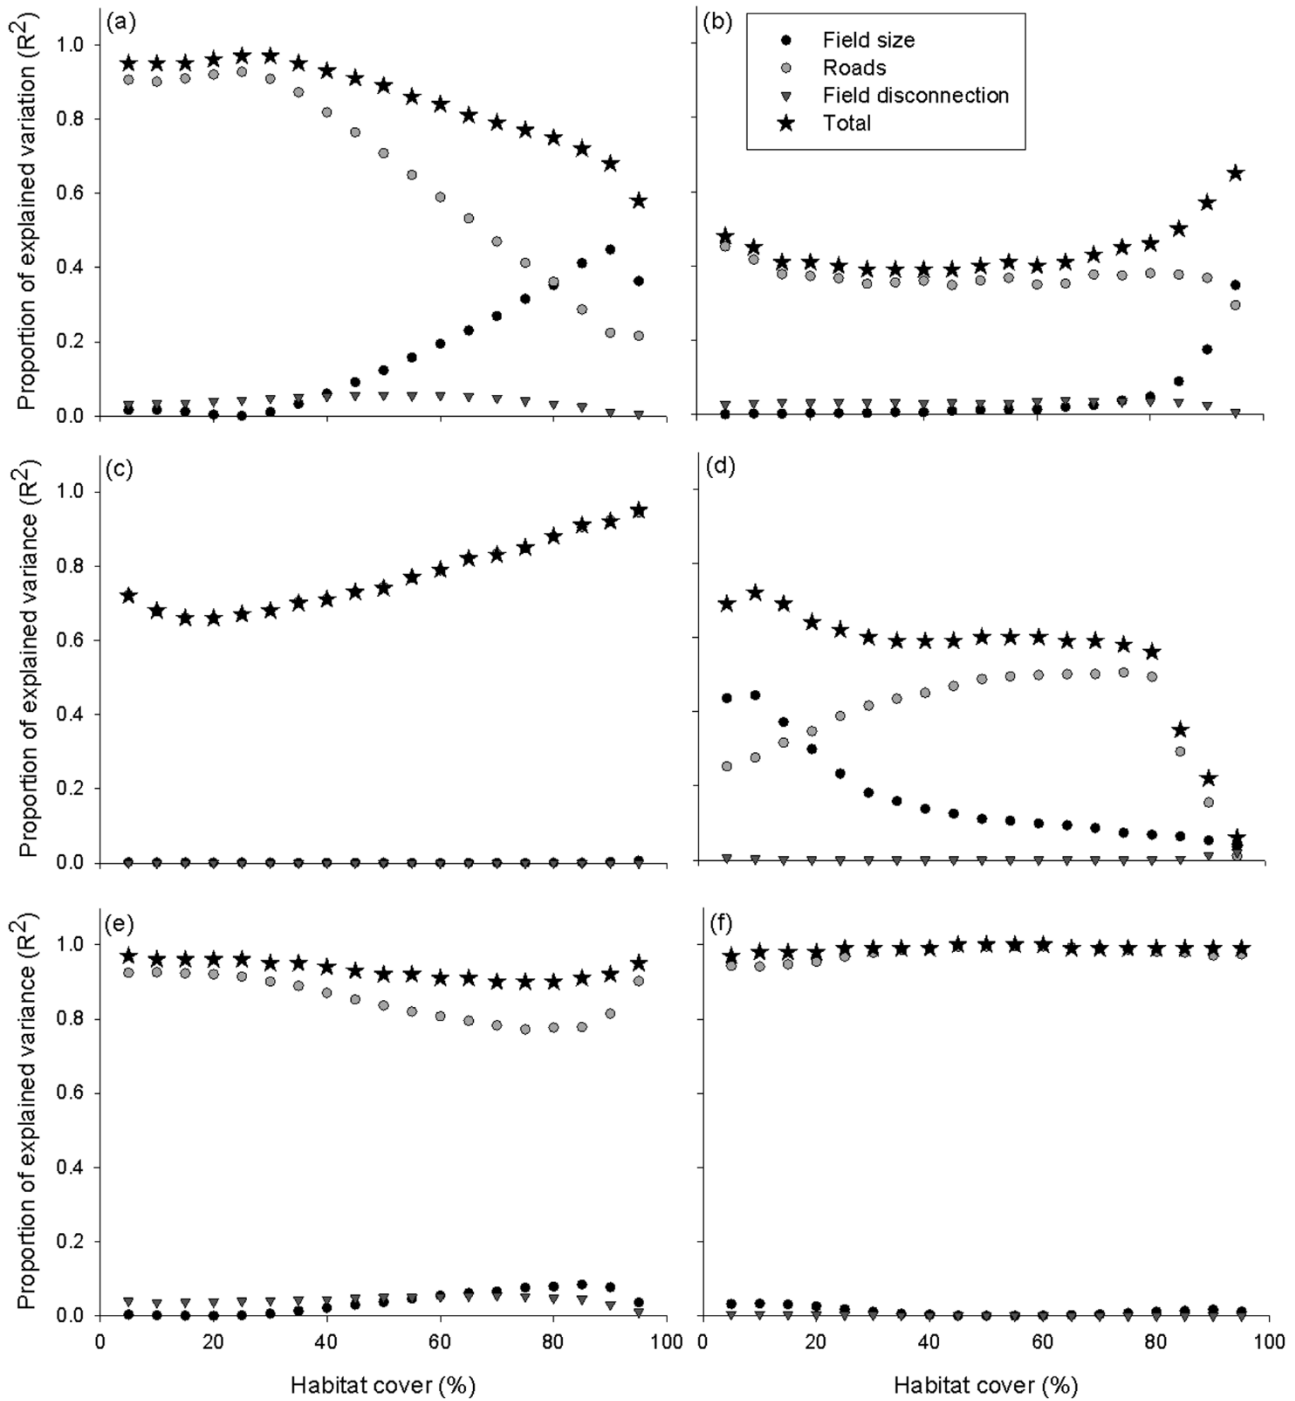 (a)
Proportion of explained variation (R²)
1.0
0.8
0.6
0.4
0.2
0.0
(b)
Field size
Roads
Field disconnection
Total
(c)
Proportion of explained variance (R²)
1.0
0.8
0.6
0.4
0.2
0.0
(d)
(e)
Proportion of explained variance (R²)
1.0
0.8
0.6
0.4
0.2
0.0
0 20 40 60 80 100
Habitat cover (%)
(f)
0 20 40 60 80 100
Habitat cover (%)